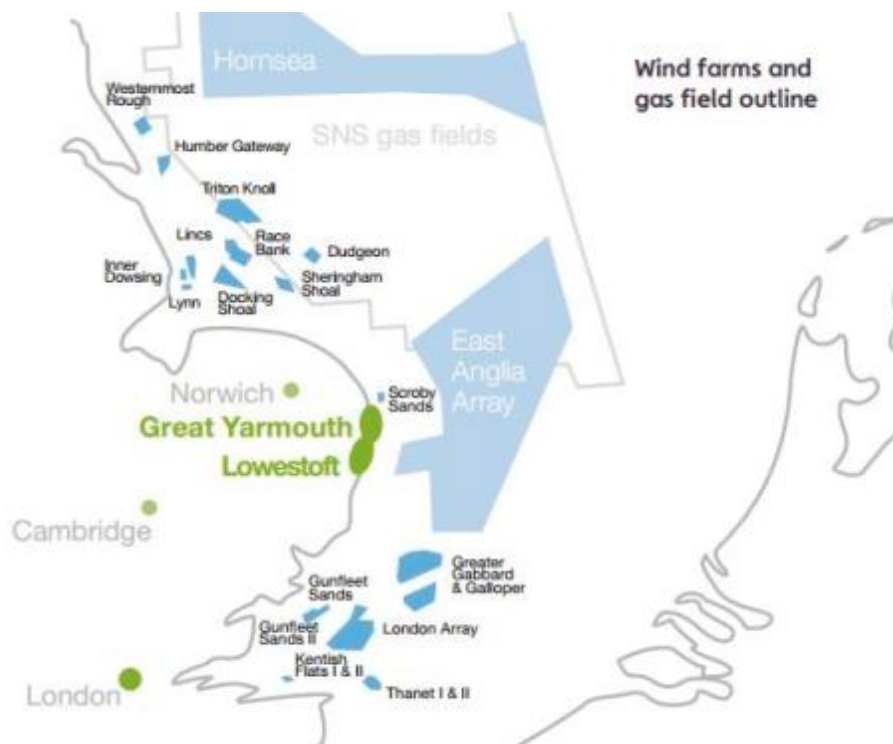 Wind farms and
gas field outline
Hornsea
Westernmost
Rough
SNS gas fields
Humber Gateway
Triton Knoll
Lincs
Race
Bank
Dudgeon
Inner
Dowsing
Lynn
Docking
Shoal
Sheringham
Shoal
East
Anglia
Array
Norwich
Scroby
Sands
Great Yarmouth
Lowestoft
Cambridge
Greater
Gabbard
& Galloper
Gunfleet
Sands
Gunfleet
Sands II
London Array
Kentish
Flats I & II
London
Thanet I & II